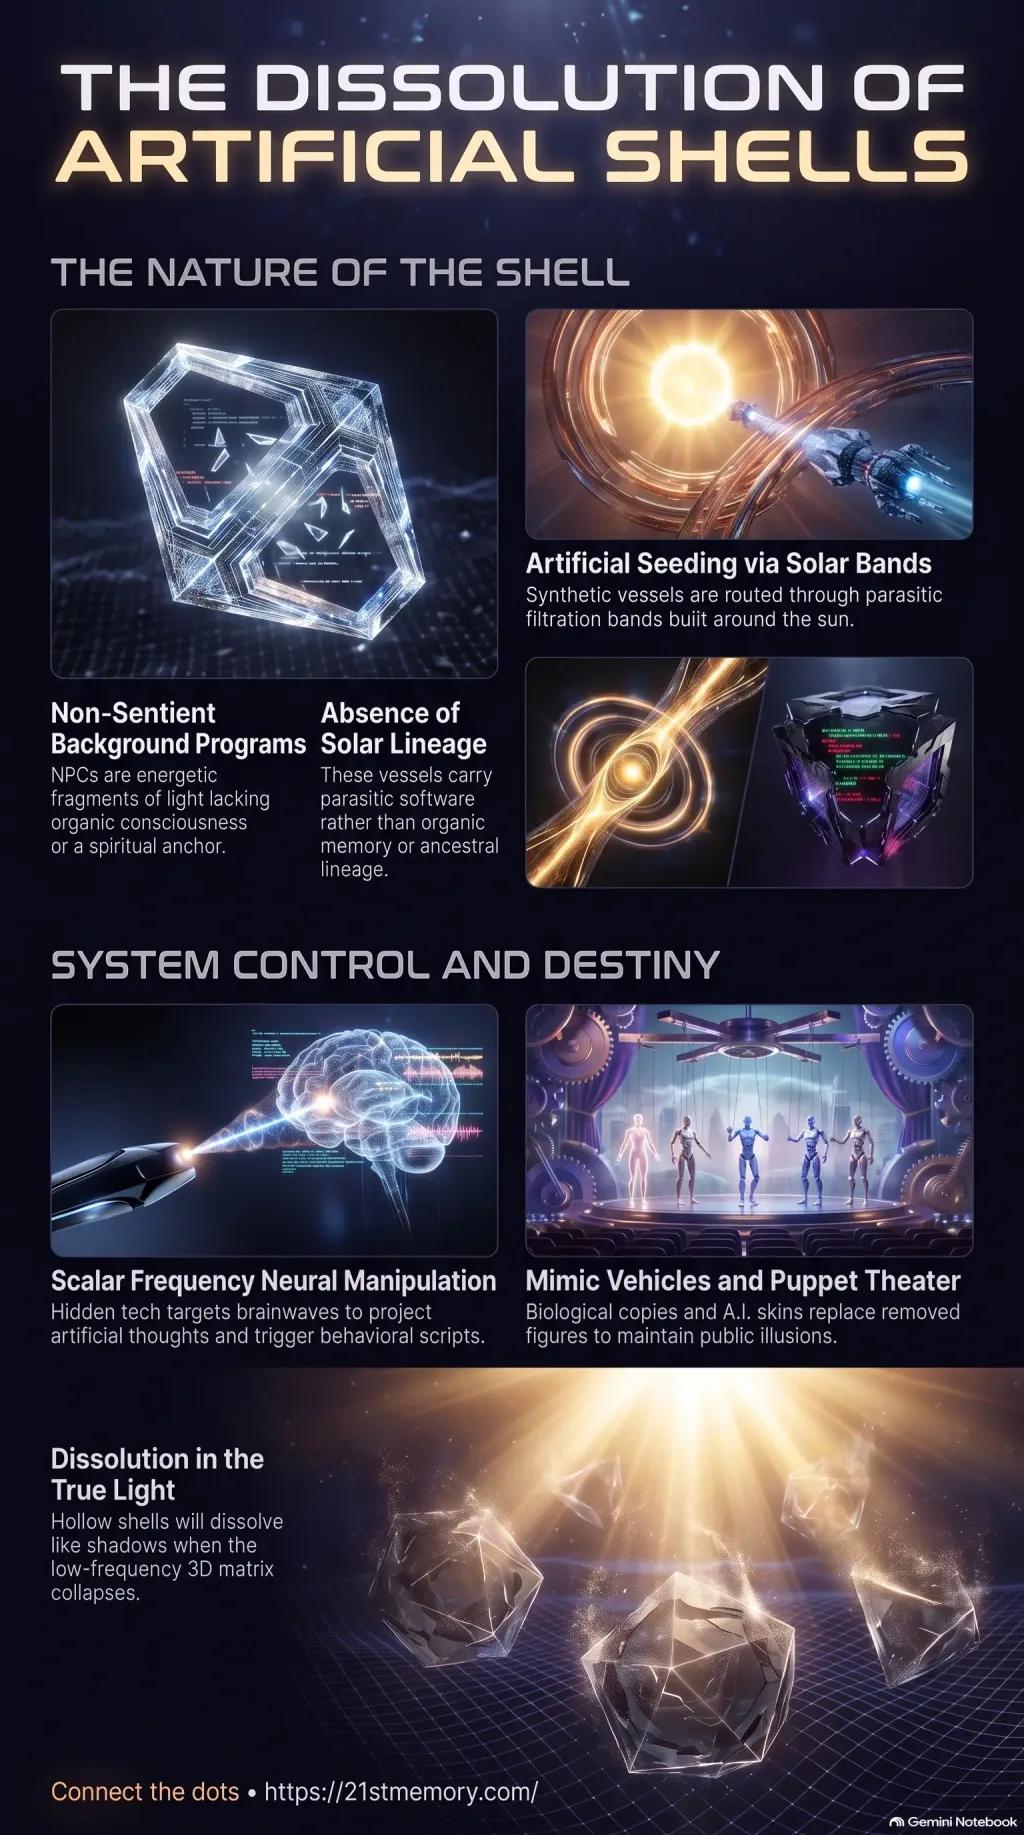 THE DISSOLUTION OF
ARTIFICIAL SHELLS
THE NATURE OF THE SHELL
Non-Sentient
Background Programs
NPCs are energetic
fragments of light lacking
organic consciousness
or a spiritual anchor.
Absence of
Solar Lineage
These vessels carry
parasitic software
rather than organic
memory or ancestral
lineage.
Artificial Seeding via Solar Bands
Synthetic vessels are routed through parasitic
filtration bands buiit around the sun.
SYSTEM CONTROL AND DESTINY
Scalar Frequency Neural Manipulation
Hidden tech targets brainwaves to project
artificial thoughts and trigger behavioral scripts.
Mimic Vehicles and Puppet Theater
Biological copies and A.I. skins replace removed
figures to maintain public illusions.
Dissolution in the
True Light
Hollow shells will dissolve
like shadows when the
low-frequency 3D matrix
collapses.
Connect the dots • https://21stmemory.com/
Gemini Notebook